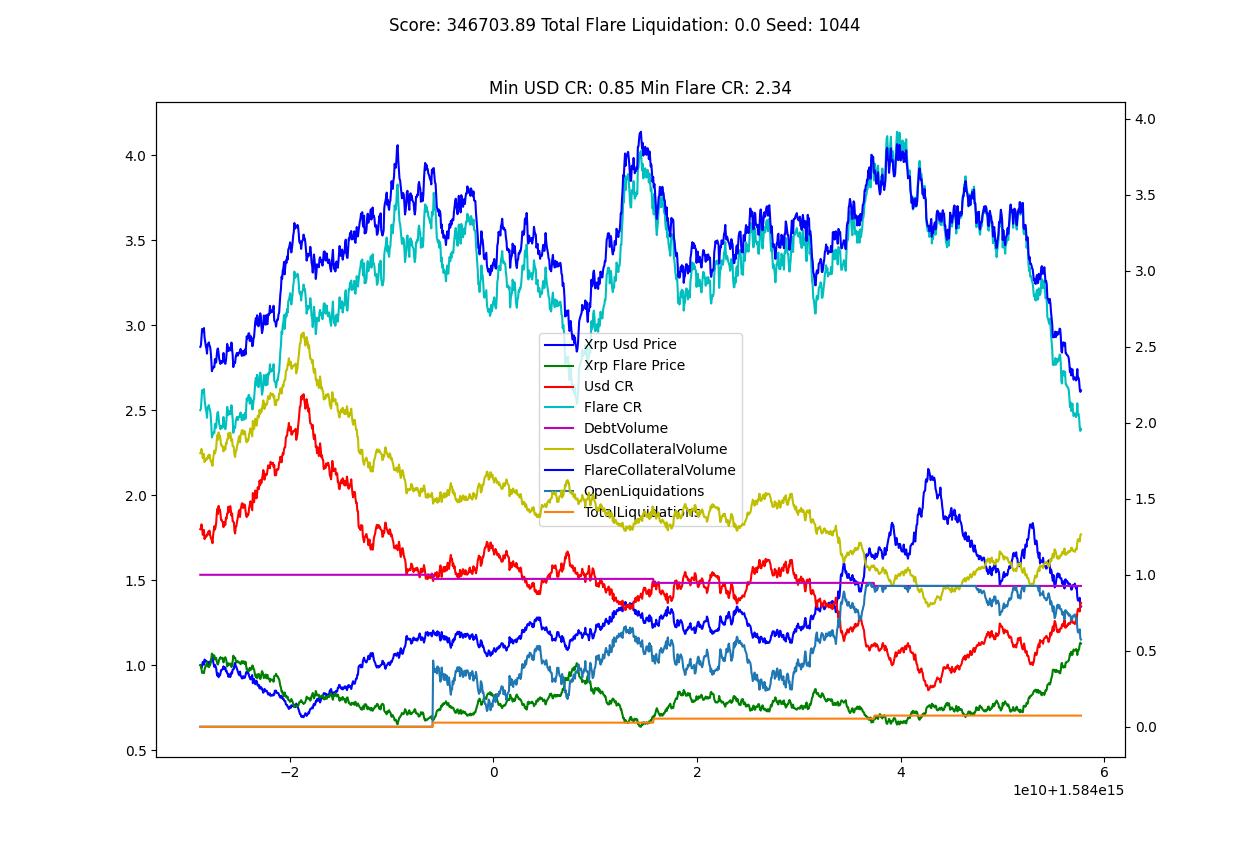 Score: 346703.89 Total Flare Liquidation: 0.0 Seed: 1044
Min USD CR: 0.85 Min Flare CR: 2.34
4.0
3.5
3.0
2.5
2.0
1.5
1.0
0.5
4.0
3.5
3.0
2.5
2.0
1.5
1.0
0.5
0.0
Xrp Usd Price
Xrp Flare Price
Usd CR
Flare CR
DebtVolume
UsdCollateralVolume
FlareCollateralVolume
OpenLiquidations
TotalLiquidations
−2 0 2 4 6
1e10+1.584e15